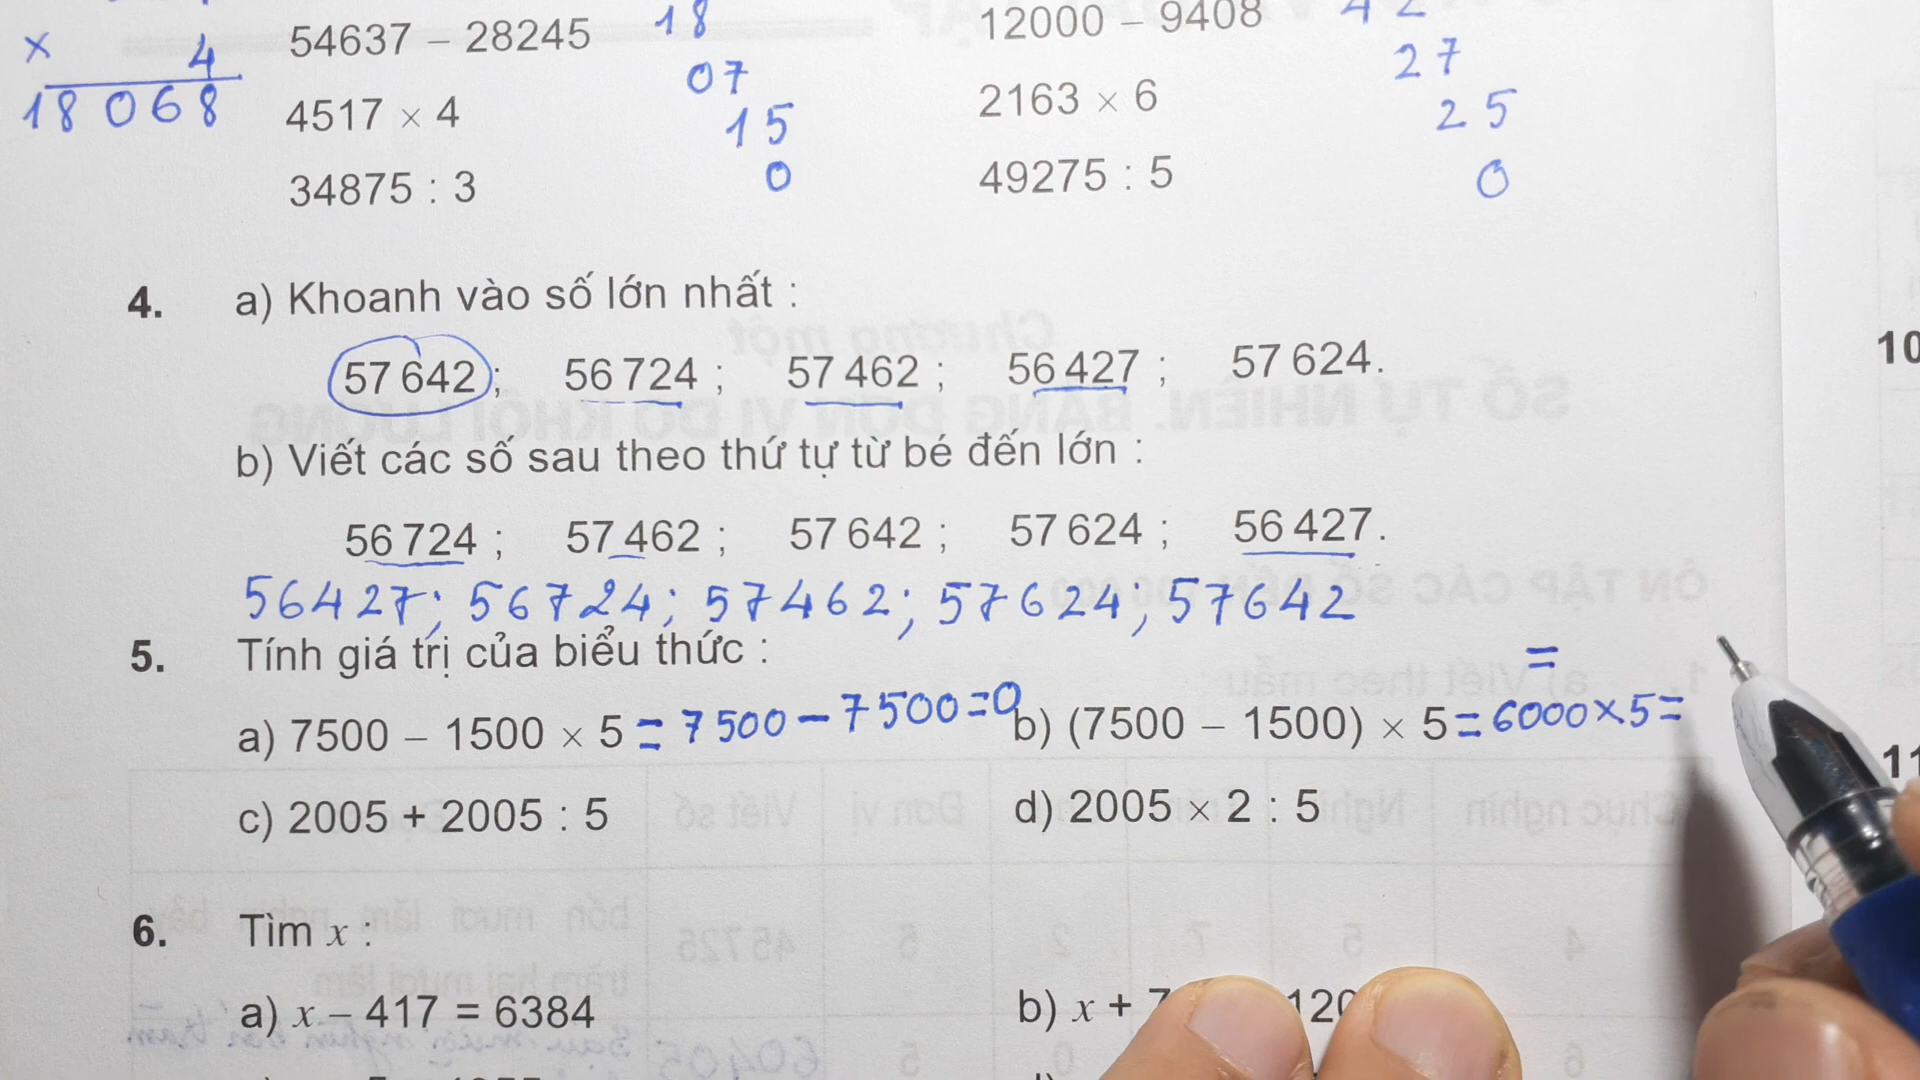 54637 – 28245 18 12000 – 9408
× 4 07 27
18068 4517 × 4 15 2163 × 6 25
34875 : 3 0 49275 : 5 0
4. a) Khoanh vào số lớn nhất :
57 642 ; 56 724 ; 57 462 ; 56 427 ; 57 624. 10
b) Viết các số sau theo thứ tự từ bé đến lớn :
56 724 ; 57 462 ; 57 642 ; 57 624 ; 56 427.
56427; 56724; 57462; 57624; 57642
5. Tính giá trị của biểu thức : =
a) 7500 – 1500 × 5 = 7500 – 7500 = 0 b) (7500 – 1500) × 5 = 6000 × 5 =
11
c) 2005 + 2005 : 5 d) 2005 × 2 : 5
6. Tìm x :
a) x – 417 = 6384 b) x +